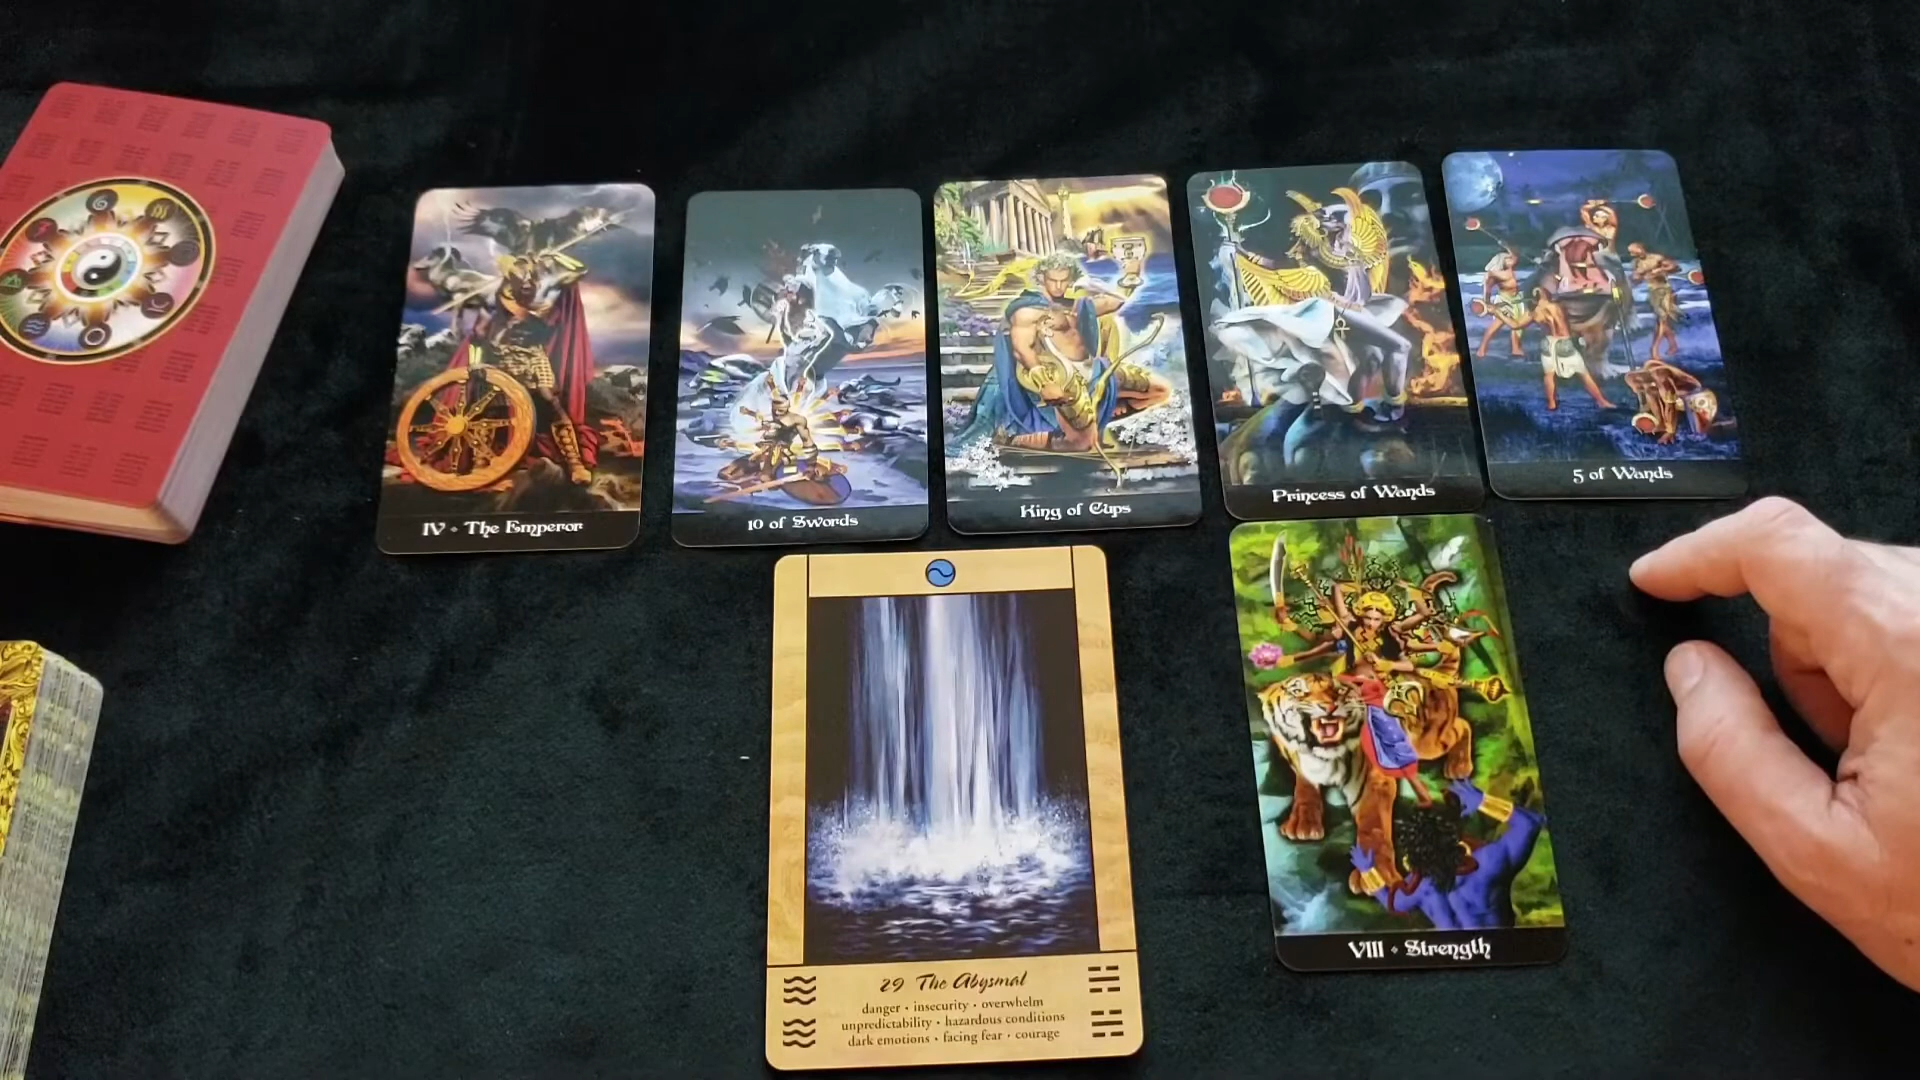 IV • The Emperor
10 of Swords
King of Cups
Princess of Wands
5 of Wands
29 The Abysmal
danger • insecurity • overwhelm
unpredictability • hazardous conditions
dark emotions • facing fear • courage
VIII • Strength